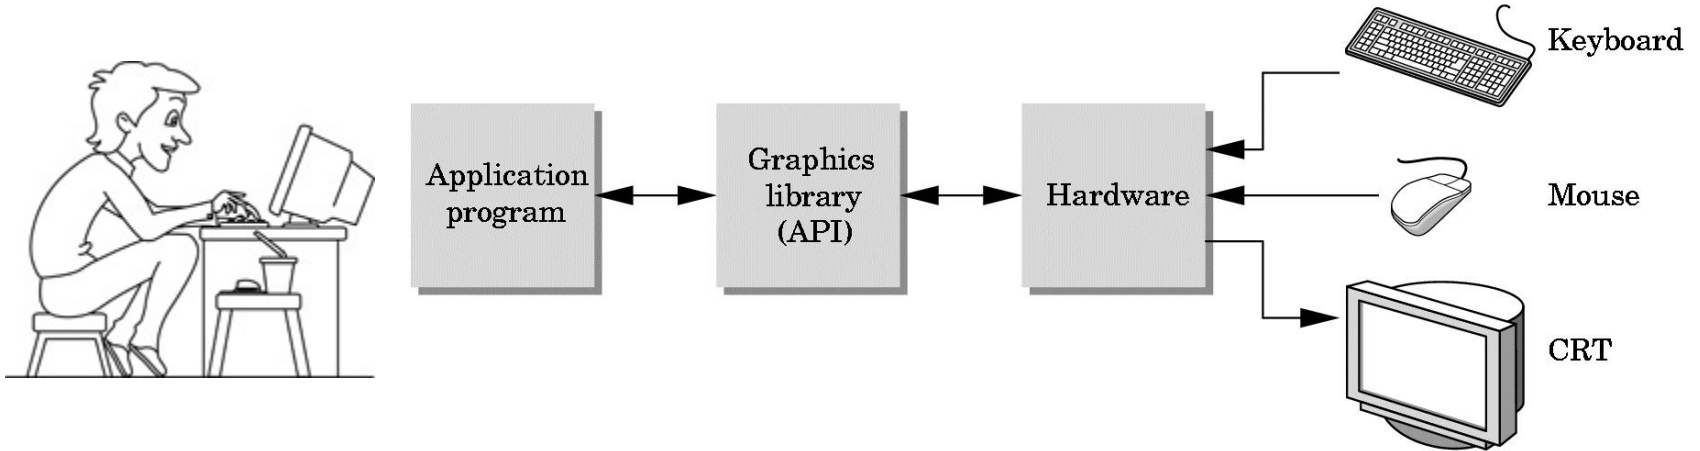 Application
program
Graphics
library
(API)
Hardware
Keyboard
Mouse
CRT